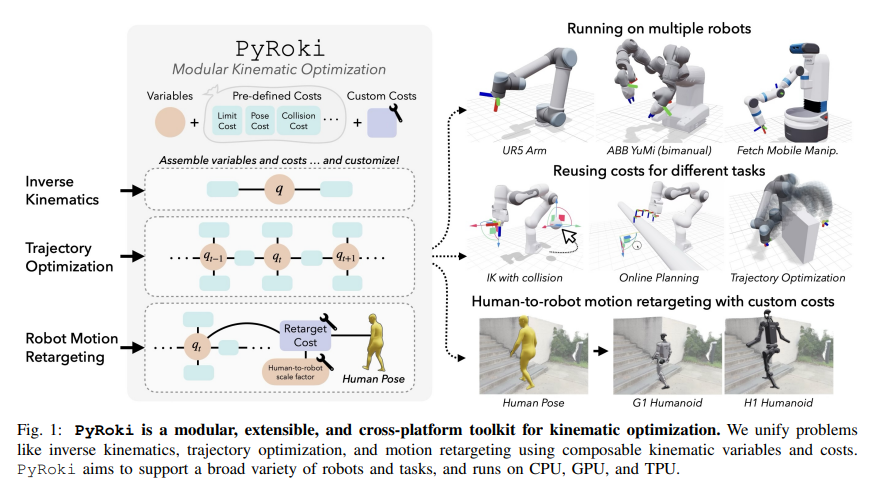 PyRoki
Modular Kinematic Optimization
Variables
Pre-defined Costs
Custom Costs
+
Limit
Cost
Pose
Cost
Collision
Cost
...
+
Assemble variables and costs ... and customize!
Inverse
Kinematics
q
Trajectory
Optimization
...
qt−1
qt
qt+1
...
Robot Motion
Retargeting
...
qt
...
Retarget
Cost
Human-to-robot
scale factor
Human Pose
Running on multiple robots
UR5 Arm
ABB YuMi (bimanual)
Fetch Mobile Manip.
Reusing costs for different tasks
IK with collision
Online Planning
Trajectory Optimization
Human-to-robot motion retargeting with custom costs
Human Pose
G1 Humanoid
H1 Humanoid
Fig. 1: PyRoki is a modular, extensible, and cross-platform toolkit for kinematic optimization. We unify problems
like inverse kinematics, trajectory optimization, and motion retargeting using composable kinematic variables and costs.
PyRoki aims to support a broad variety of robots and tasks, and runs on CPU, GPU, and TPU.